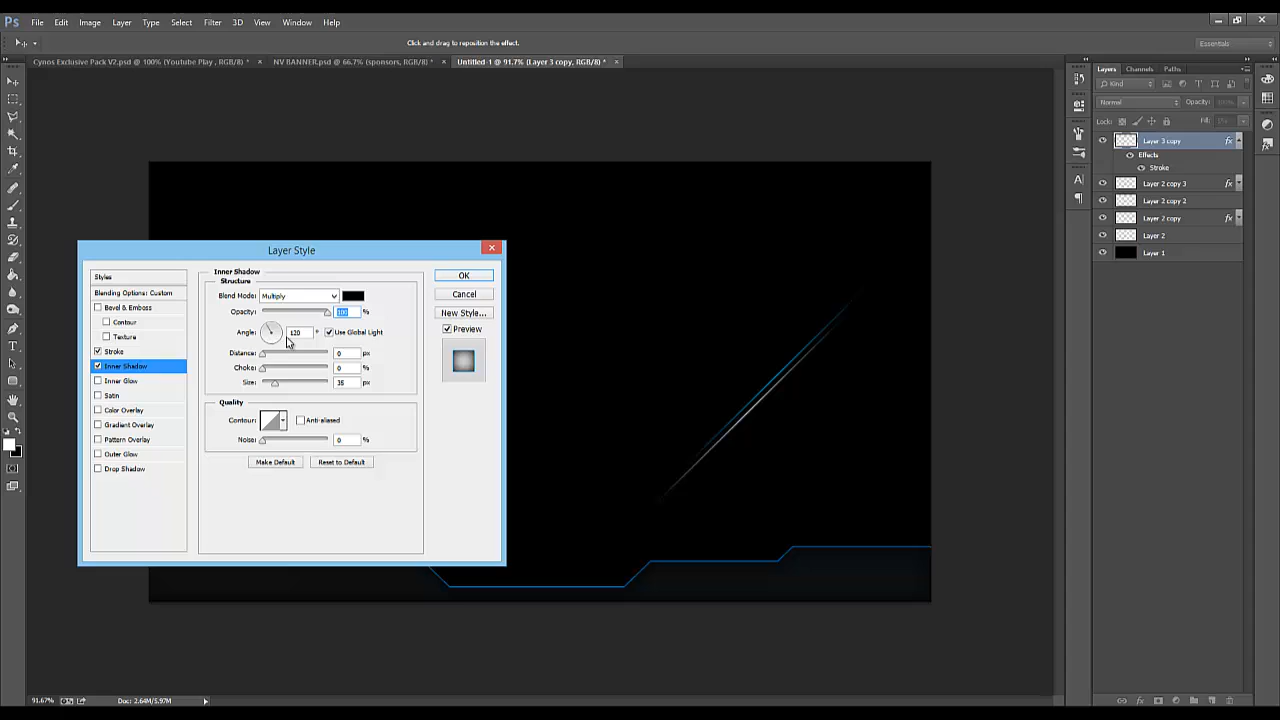 Ps File Edit Image Layer Type Select Filter 3D View Window Help
Click and drag to reposition the effect.
Essentials
Cynos Exclusive Pack V2.psd @ 100% (Youtube Play , RGB/8) *
NV BANNER.psd @ 66.7% (sponsors, RGB/8) *
Untitled-1 @ 91.7% (Layer 3 copy, RGB/8) *
Layers Channels Paths
Kind
Normal Opacity:
Lock: Fill:
Layer 3 copy fx
Effects
Stroke
Layer 2 copy 3 fx
Layer 2 copy 2
Layer 2 copy fx
Layer 2
Layer 1
Layer Style
Styles
Blending Options: Custom
Bevel & Emboss
Contour
Texture
Stroke
Inner Shadow
Inner Glow
Satin
Color Overlay
Gradient Overlay
Pattern Overlay
Outer Glow
Drop Shadow
Inner Shadow
Structure
Blend Mode: Multiply
Opacity: 100 %
Angle: 120 ° Use Global Light
Distance: 0 px
Choke: 0 %
Size: 35 px
Quality
Contour: Anti-aliased
Noise: 0 %
Make Default Reset to Default
OK
Cancel
New Style...
Preview
91.67% Doc: 2.64M/5.97M